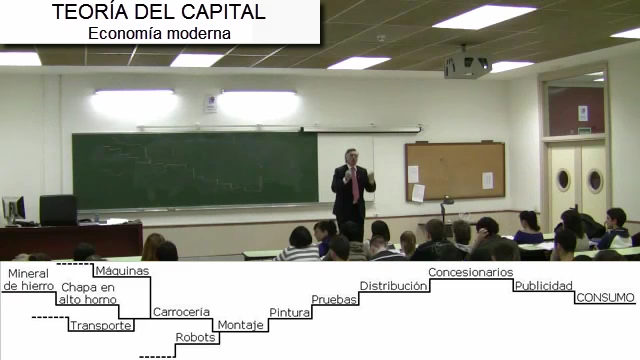 TEORÍA DEL CAPITAL
Economía moderna
Mineral
de hierro
Chapa en
alto horno
Máquinas
Transporte
Carrocería
Robots
Montaje
Pintura
Pruebas
Distribución
Concesionarios
Publicidad
CONSUMO